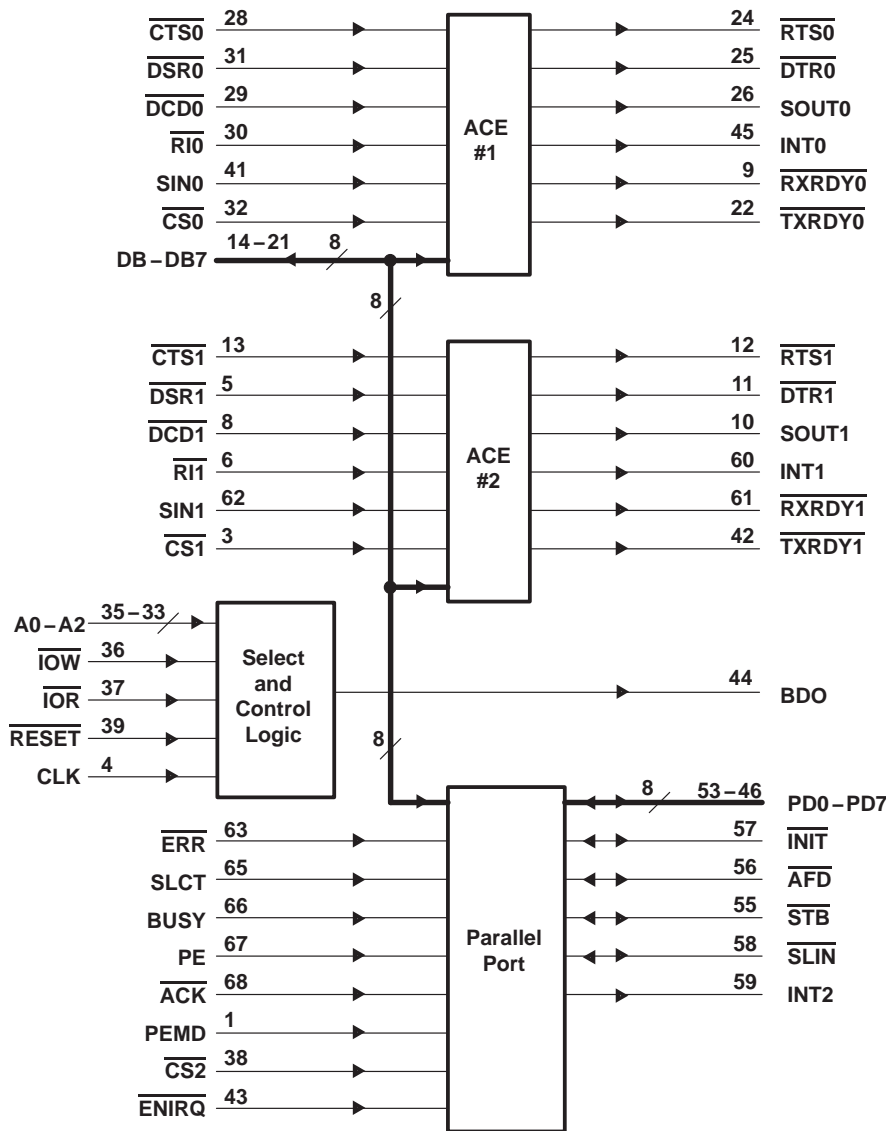 CTS0 28 24 RTS0
DSR0 31 25 DTR0
DCD0 29 26 SOUT0
RI0 30 ACE #1 45 INT0
SIN0 41 9 RXRDY0
CS0 32 22 TXRDY0
DB–DB7 14–21 8
8
CTS1 13 12 RTS1
DSR1 5 11 DTR1
DCD1 8 10 SOUT1
RI1 6 ACE #2 60 INT1
SIN1 62 61 RXRDY1
CS1 3 42 TXRDY1
A0–A2 35–33
IOW 36
IOR 37
RESET 39
CLK 4
Select
and
Control
Logic
44 BDO
8
8 53–46 PD0–PD7
ERR 63 57 INIT
SLCT 65 56 AFD
BUSY 66 55 STB
PE 67 58 SLIN
ACK 68 59 INT2
Parallel
Port
PEMD 1
CS2 38
ENIRQ 43